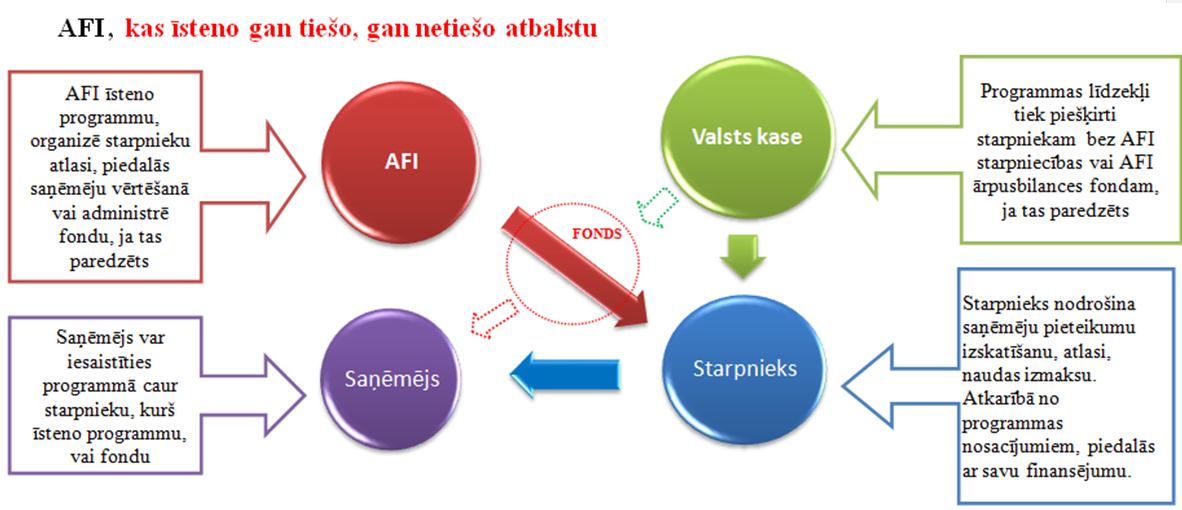 AFI, kas īsteno gan tiešo, gan netiešo atbalstu
AFI īsteno
programmu,
organizē starpnieku
atlasi, piedalās
saņēmēju vērtēšanā
vai administrē
fondu, ja tas
paredzēts
AFI
Valsts kase
Programmas līdzekļi
tiek piešķirti
starpniekam bez AFI
starpniecības vai AFI
ārpusbilances fondam,
ja tas paredzēts
FONDS
Saņēmējs var
iesaistīties
programmā caur
starpnieku, kurš
īsteno programmu,
vai fondu
Saņēmējs
Starpnieks
Starpnieks nodrošina
saņēmēju pieteikumu
izskatīšanu, atlasi,
naudas izmaksu.
Atkarībā no
programmas
nosacījumiem, piedalās
ar savu finansējumu.